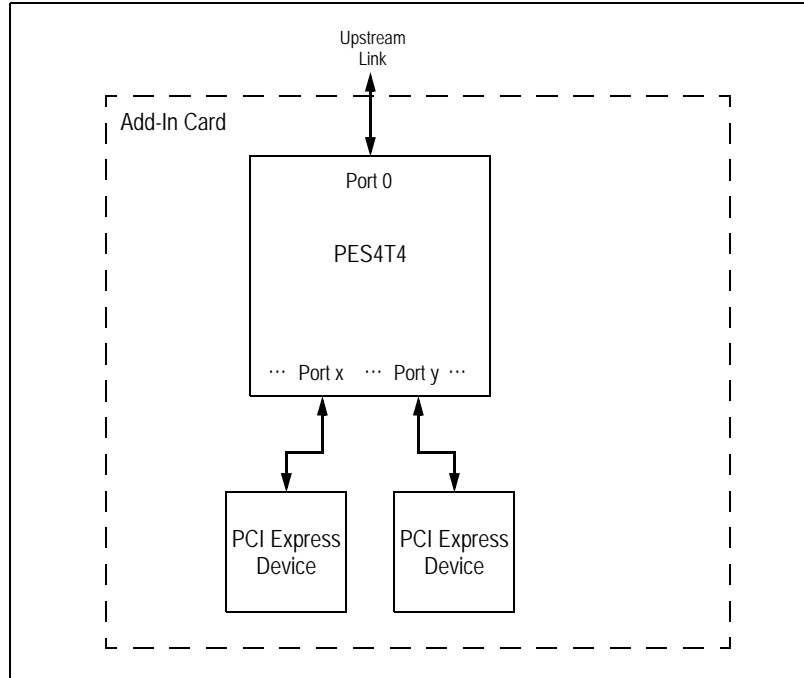 Upstream
Link
Add-In Card
Port 0
PES4T4
··· Port x ··· Port y ···
PCI Express
Device
PCI Express
Device